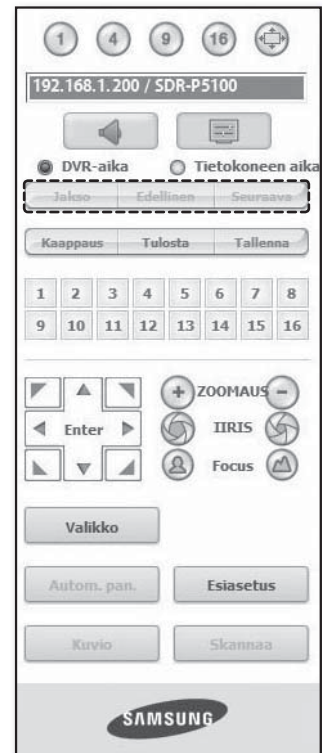 1 4 9 16
192.168.1.200 / SDR-P5100
DVR-aika Tietokoneen aika
Jakso Edellinen Seuraava
Kaappaus Tulosta Tallenna
1 2 3 4 5 6 7 8
9 10 11 12 13 14 15 16
+ ZOOMAUS -
Enter IIRIS
Focus
Valikko
Autom. pan. Esiasetus
Kuvio Skannaa
SAMSUNG